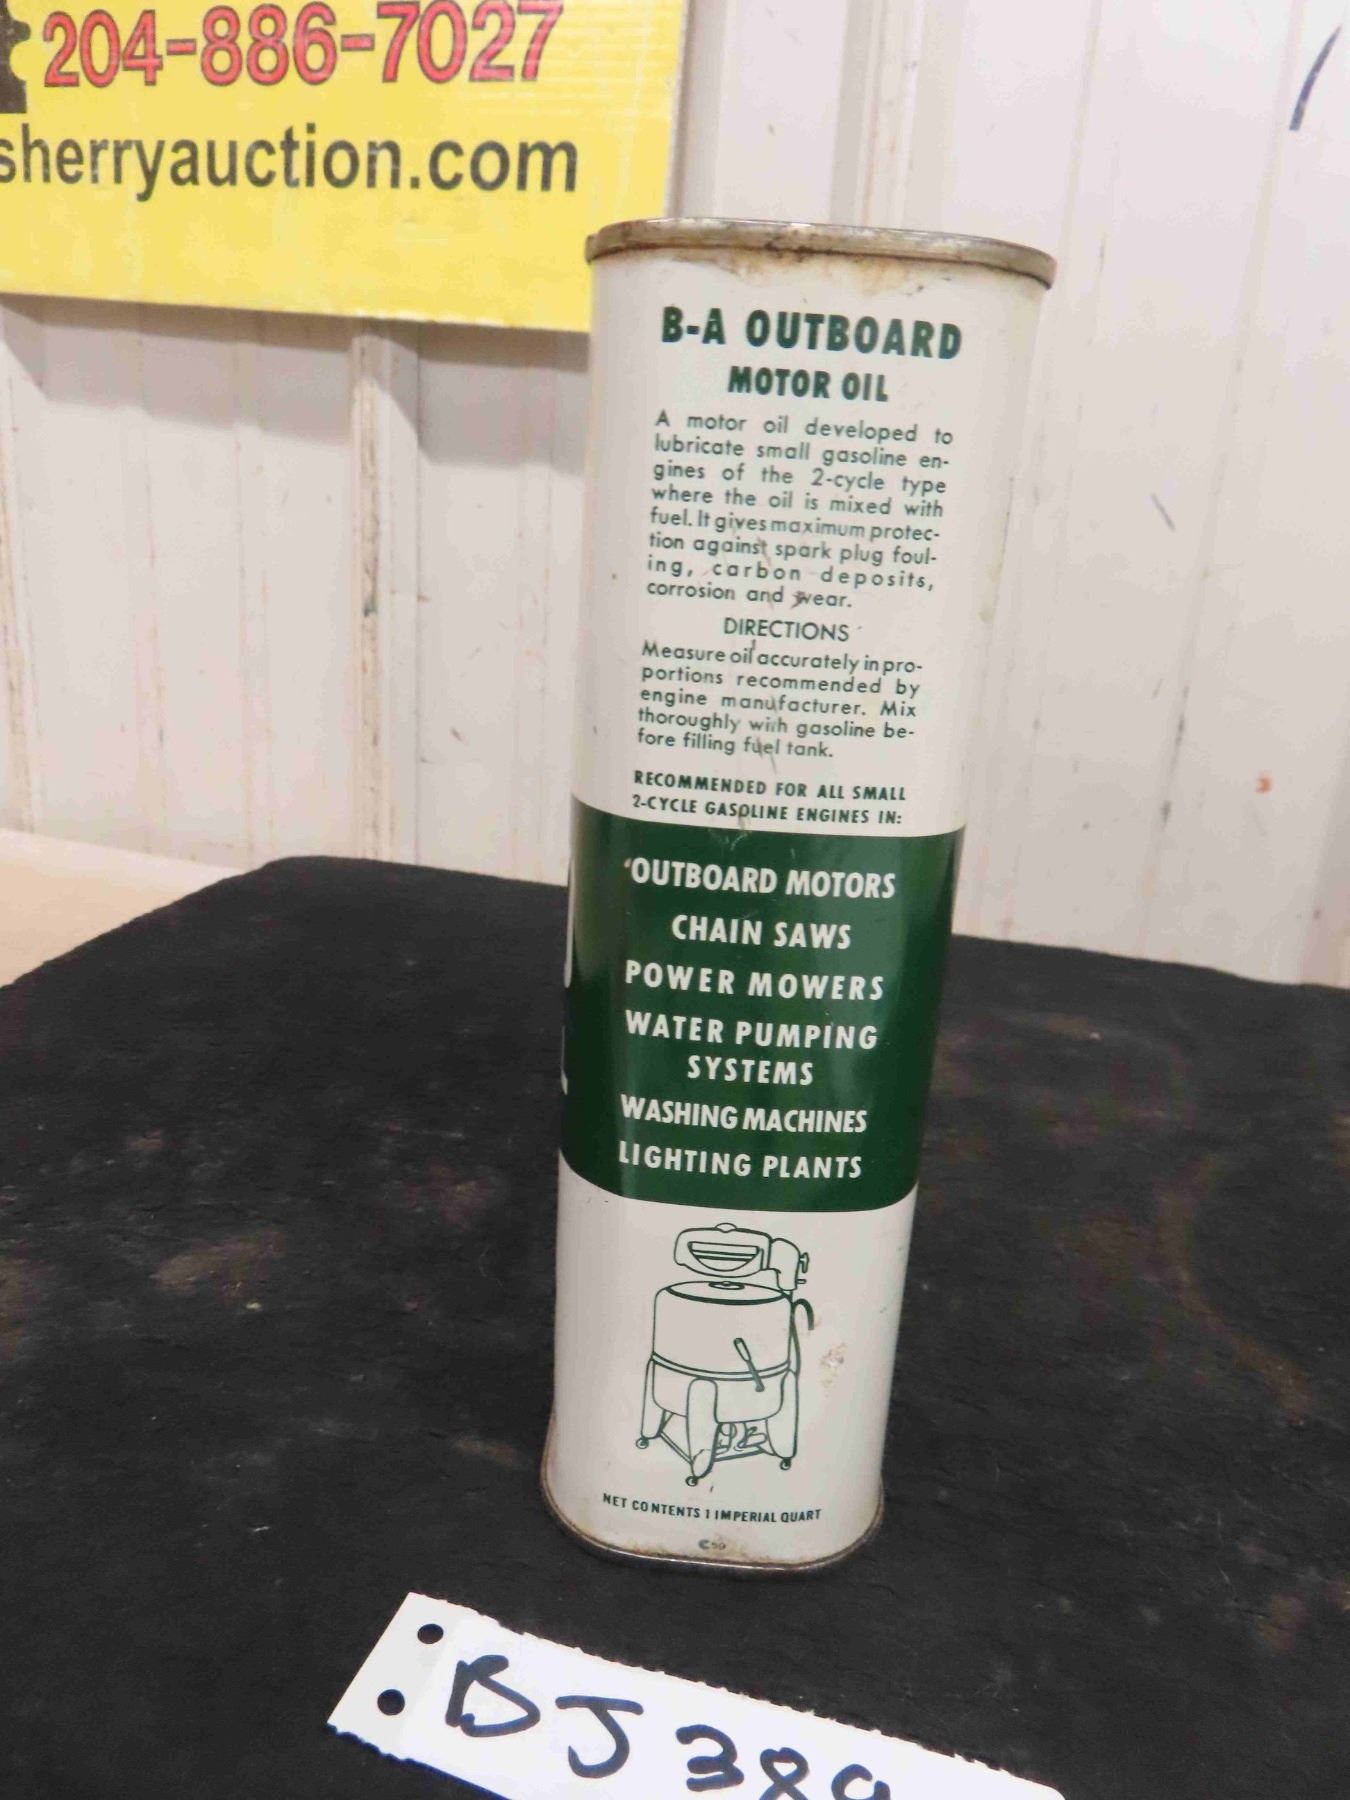 204-886-7027
sherryauction.com
B-A OUTBOARD
MOTOR OIL
A motor oil developed to
lubricate small gasoline en-
gines of the 2-cycle type
where the oil is mixed with
fuel. It gives maximum protec-
tion against spark plug foul-
ing, carbon deposits,
corrosion and wear.
DIRECTIONS
Measure oil accurately in pro-
portions recommended by
engine manufacturer. Mix
thoroughly with gasoline be-
fore filling fuel tank.
RECOMMENDED FOR ALL SMALL
2-CYCLE GASOLINE ENGINES IN:
OUTBOARD MOTORS
CHAIN SAWS
POWER MOWERS
WATER PUMPING
SYSTEMS
WASHING MACHINES
LIGHTING PLANTS
NET CONTENTS 1 IMPERIAL QUART
BJ389